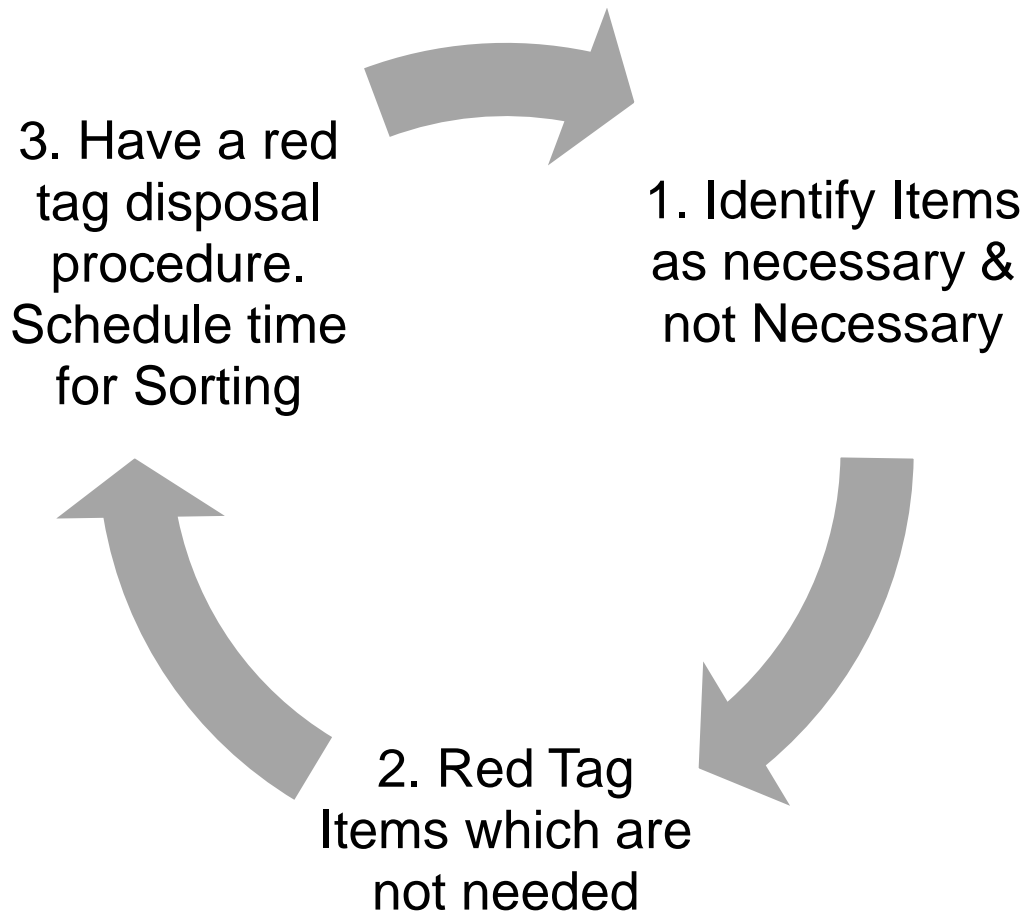 1. Identify Items
as necessary &
not Necessary
2. Red Tag
Items which are
not needed
3. Have a red
tag disposal
procedure.
Schedule time
for Sorting